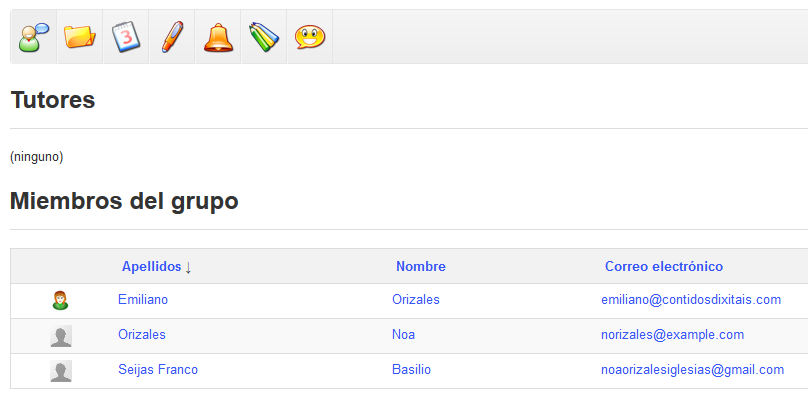 3
Tutores
(ninguno)
Miembros del grupo
Apellidos ↓ Nombre Correo electrónico
Emiliano Orizales emiliano@contidosdixitais.com
Orizales Noa norizales@example.com
Seijas Franco Basilio noaorizalesiglesias@gmail.com